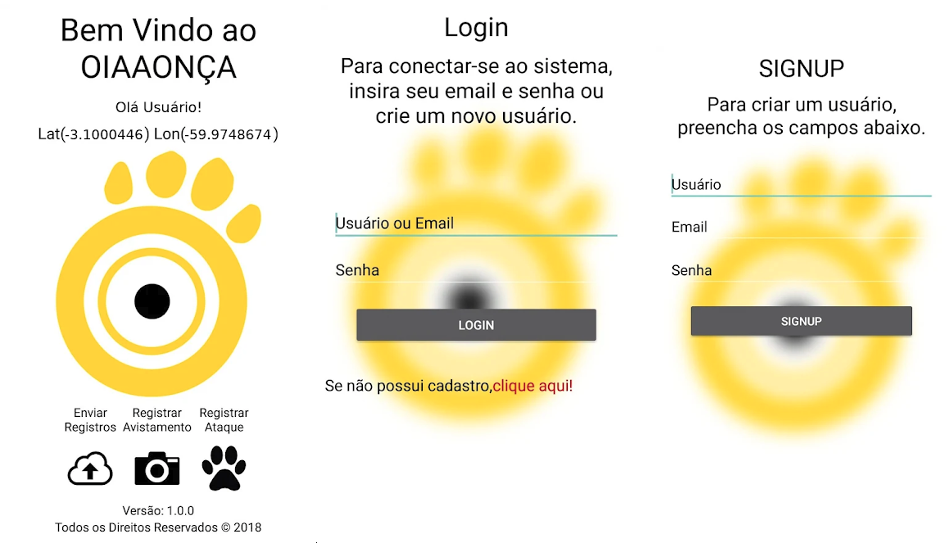 Bem Vindo ao
OIAAONÇA
Olá Usuário!
Lat(-3.1000446) Lon(-59.9748674)
Enviar
Registros
Registrar
Avistamento
Registrar
Ataque
Versão: 1.0.0
Todos os Direitos Reservados © 2018
Login
Para conectar-se ao sistema,
insira seu email e senha ou
crie um novo usuário.
Usuário ou Email
Senha
LOGIN
Se não possui cadastro,clique aqui!
SIGNUP
Para criar um usuário,
preencha os campos abaixo.
Usuário
Email
Senha
SIGNUP